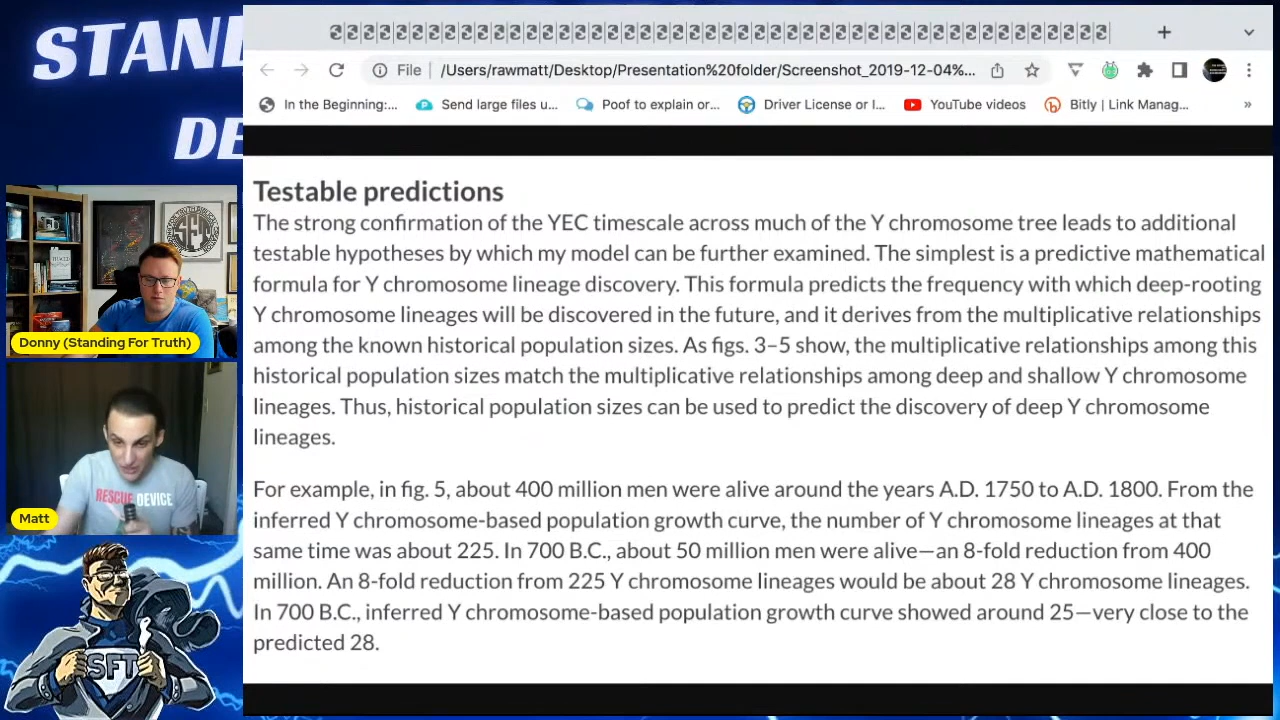 STAND
DE
File
/Users/rawmatt/Desktop/Presentation%20folder/Screenshot_2019-12-04%...
In the Beginning:... Send large files u... Poof to explain or... Driver License or I... YouTube videos Bitly | Link Manag... »
Testable predictions
The strong confirmation of the YEC timescale across much of the Y chromosome tree leads to additional
testable hypotheses by which my model can be further examined. The simplest is a predictive mathematical
formula for Y chromosome lineage discovery. This formula predicts the frequency with which deep-rooting
Y chromosome lineages will be discovered in the future, and it derives from the multiplicative relationships
among the known historical population sizes. As figs. 3–5 show, the multiplicative relationships among this
historical population sizes match the multiplicative relationships among deep and shallow Y chromosome
lineages. Thus, historical population sizes can be used to predict the discovery of deep Y chromosome
lineages.
For example, in fig. 5, about 400 million men were alive around the years A.D. 1750 to A.D. 1800. From the
inferred Y chromosome-based population growth curve, the number of Y chromosome lineages at that
same time was about 225. In 700 B.C., about 50 million men were alive—an 8-fold reduction from 400
million. An 8-fold reduction from 225 Y chromosome lineages would be about 28 Y chromosome lineages.
In 700 B.C., inferred Y chromosome-based population growth curve showed around 25—very close to the
predicted 28.
SFT
Donny (Standing For Truth)
RESCUE DEVICE
Matt
SFT